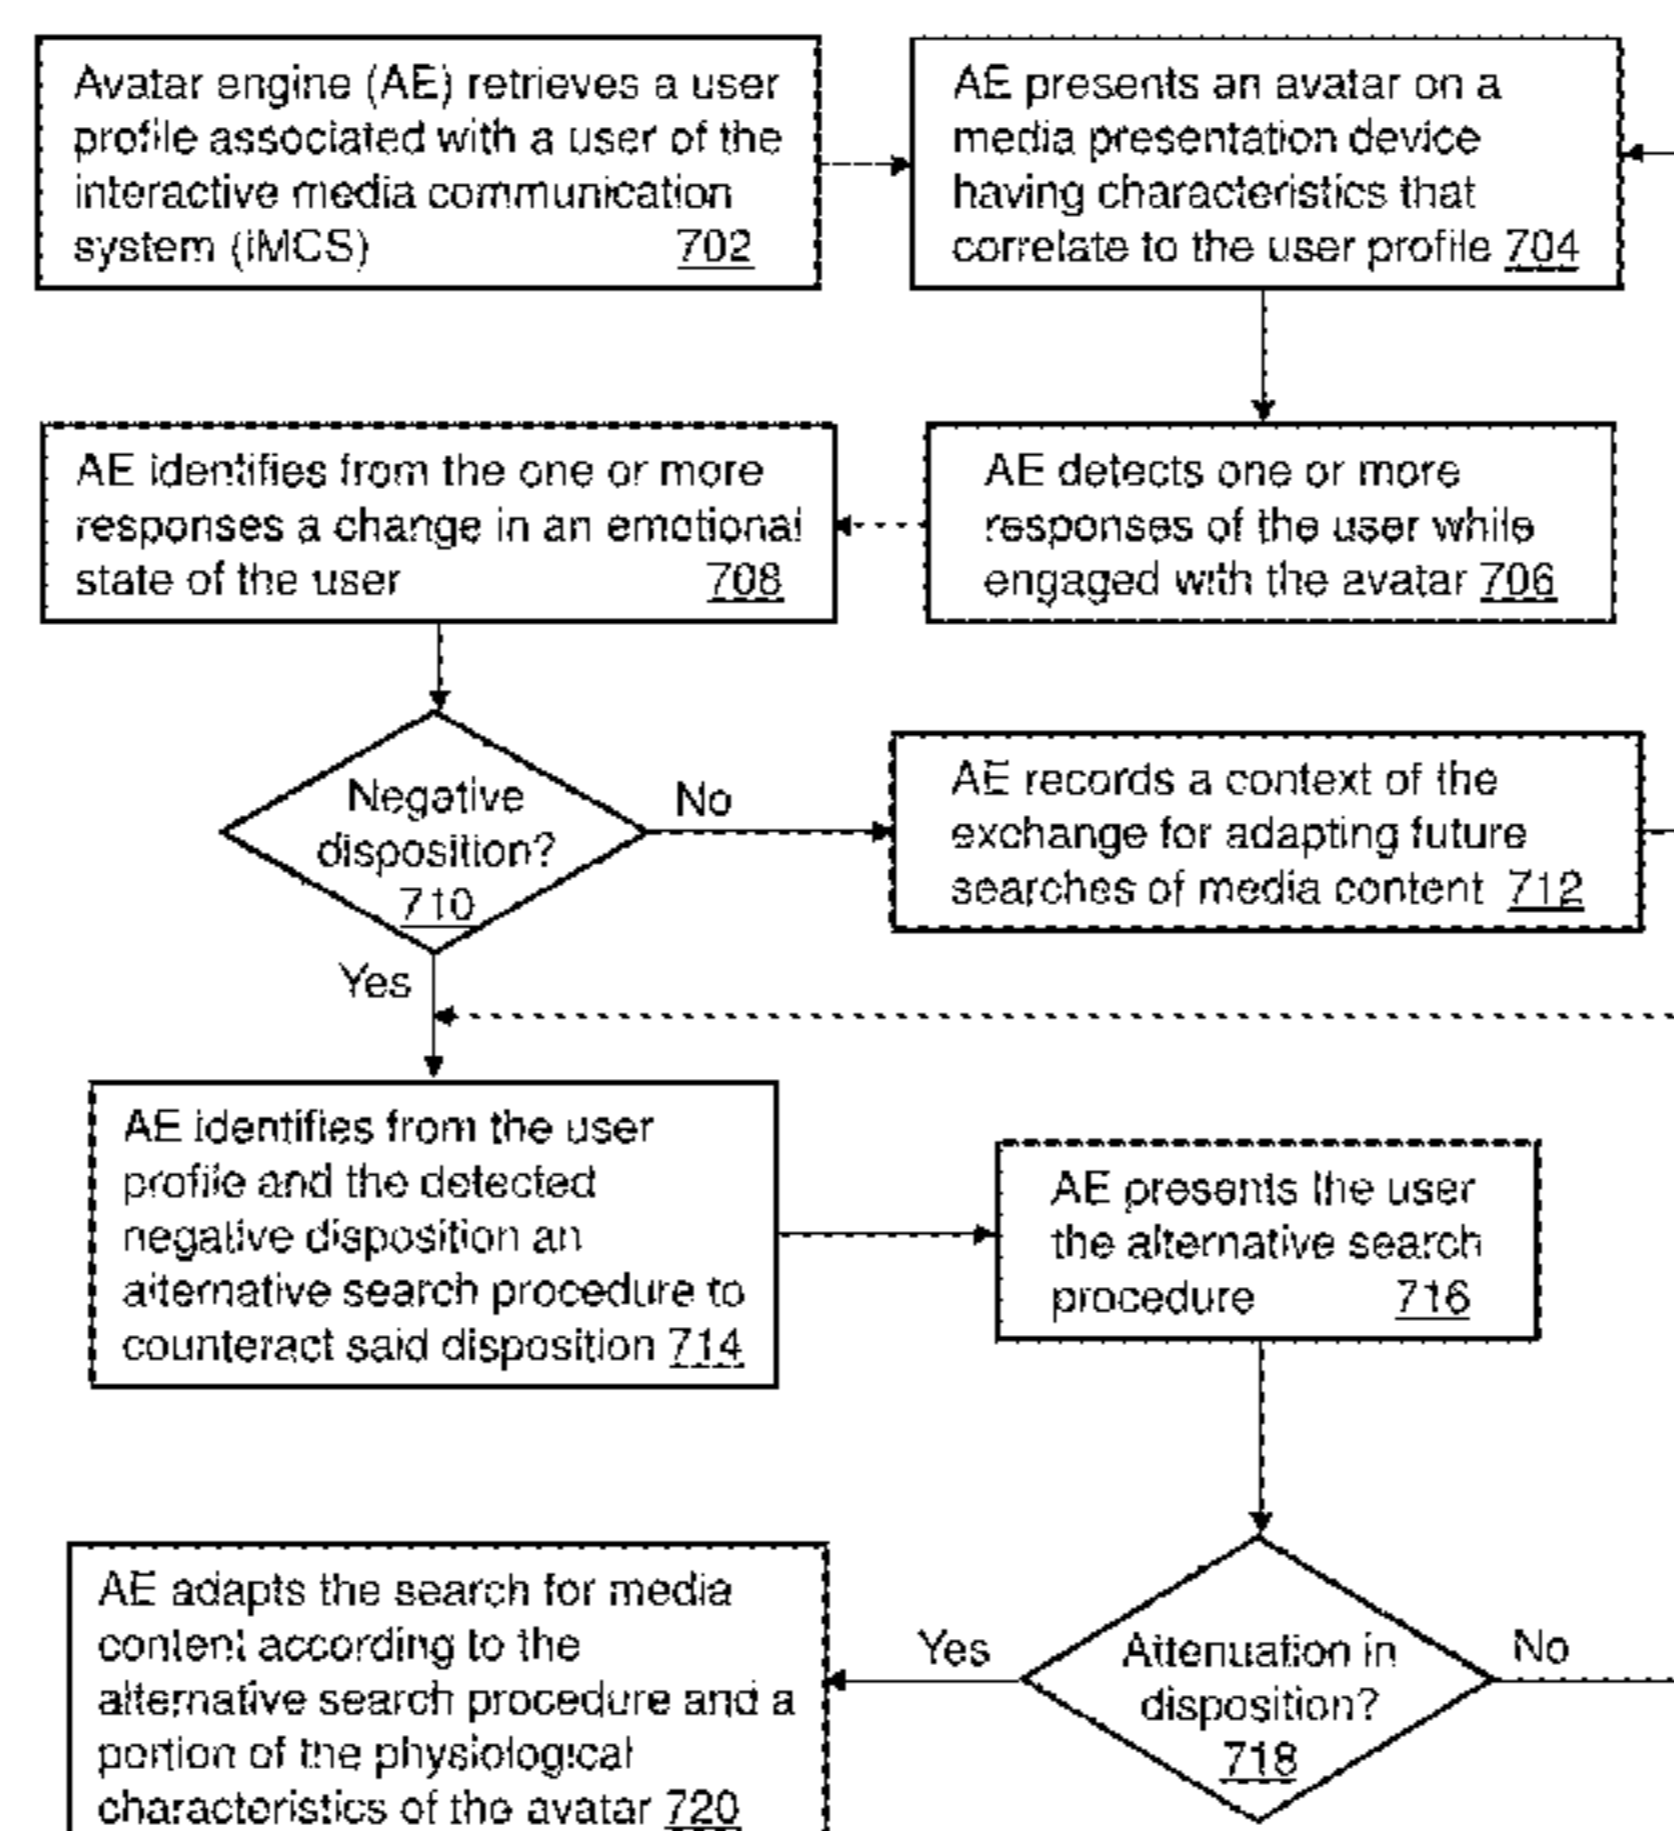 Avatar engine (AE) retrieves a user
profile associated with a user of the
interactive media communication
system (iMCS) 702
AE presents an avatar on a
media presentation device
having characteristics that
correlate to the user profile 704
AE detects one or more
responses of the user while
engaged with the avatar 706
AE identifies from the one or more
responses a change in an emotional
state of the user 708
Negative
disposition?
710
No
AE records a context of the
exchange for adapting future
searches of media content 712
Yes
AE identifies from the user
profile and the detected
negative disposition an
alternative search procedure to
counteract said disposition 714
AE presents the user
the alternative search
procedure 716
Attenuation in
disposition?
718
No
Yes
AE adapts the search for media
content according to the
alternative search procedure and a
portion of the physiological
characteristics of the avatar 720